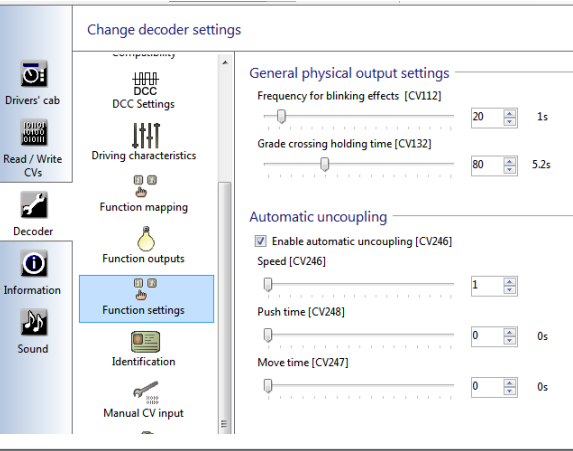 Change decoder settings
Drivers' cab
Read / Write
CVs
Decoder
Information
Sound
Compatibility
DCC
DCC Settings
Driving characteristics
Function mapping
Function outputs
Function settings
Identification
Manual CV input
General physical output settings
Frequency for blinking effects [CV112]
20 1s
Grade crossing holding time [CV132]
80 5.2s
Automatic uncoupling
Enable automatic uncoupling [CV246]
Speed [CV246]
1
Push time [CV248]
0 0s
Move time [CV247]
0 0s